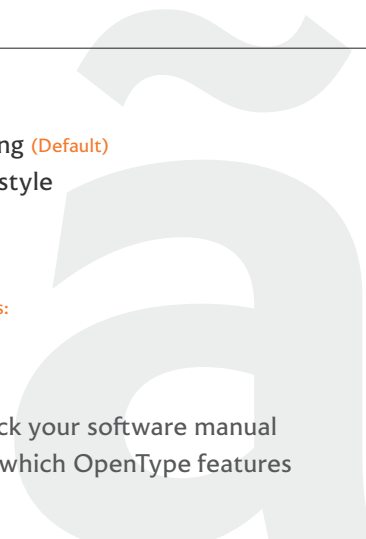 ã
ng (Default)
style
s:
ck your software manual
which OpenType features